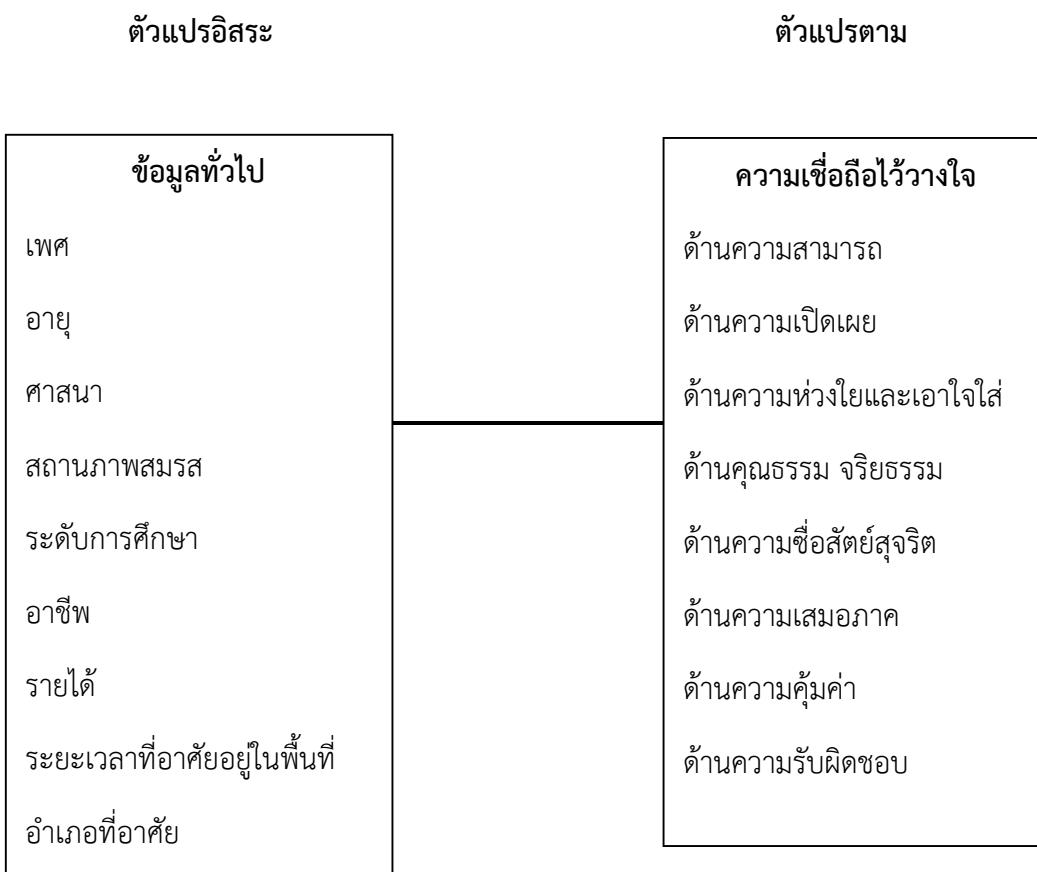 ตัวแปรอิสระ
ตัวแปรตาม
ข้อมูลทั่วไป
เพศ
อายุ
ศาสนา
สถานภาพสมรส
ระดับการศึกษา
อาชีพ
รายได้
ระยะเวลาที่อาศัยอยู่ในพื้นที่
อำเภอที่อาศัย
ความเชื่อถือไว้วางใจ
ด้านความสามารถ
ด้านความเปิดเผย
ด้านความห่วงใยและเอาใจใส่
ด้านคุณธรรม จริยธรรม
ด้านความซื่อสัตย์สุจริต
ด้านความเสมอภาค
ด้านความคุ้มค่า
ด้านความรับผิดชอบ